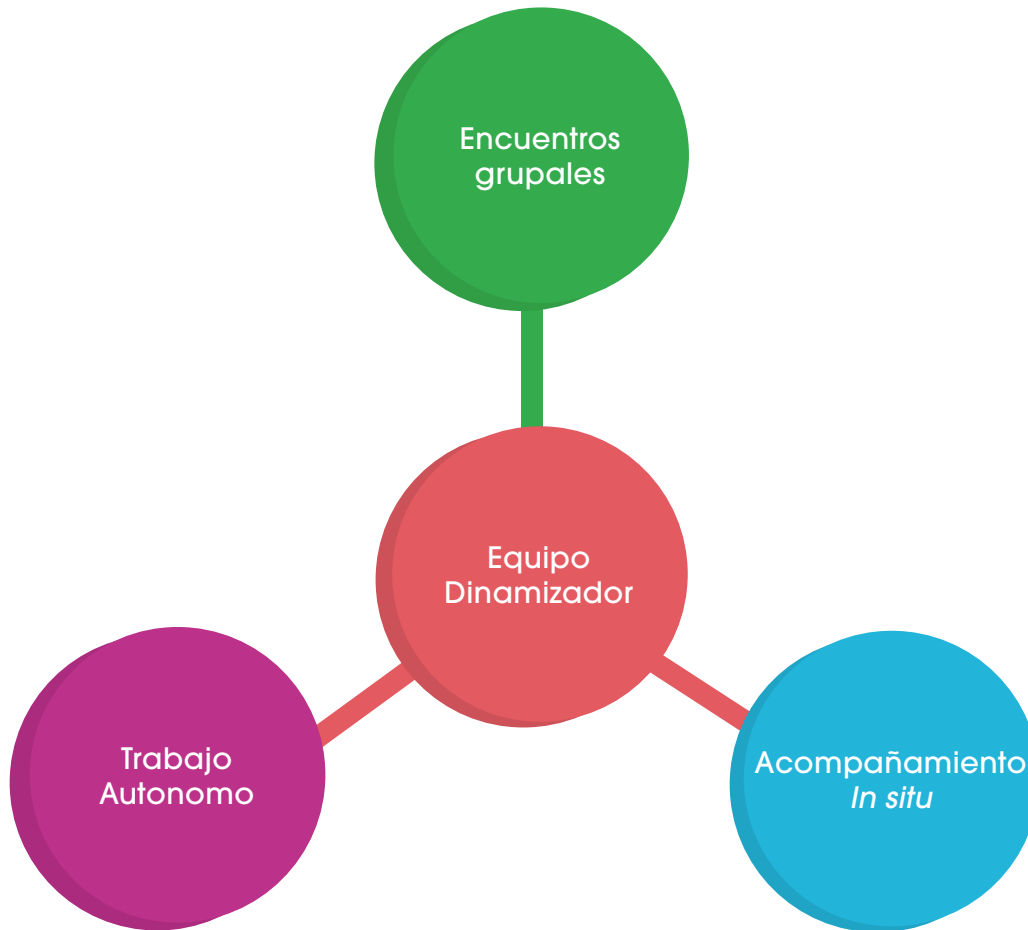 Encuentros
grupales
Equipo
Dinamizador
Trabajo
Autonomo
Acompañamiento
In situ